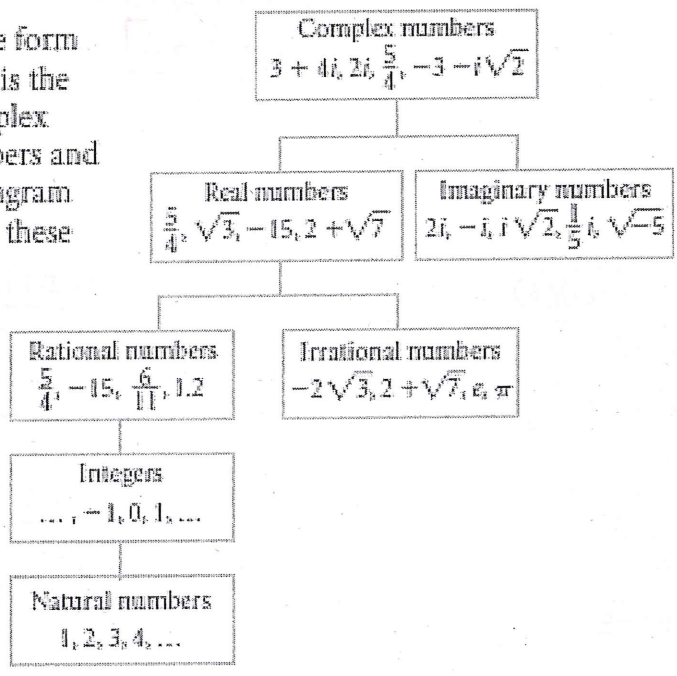 e form
is the
plex
bers and
agram
these
Complex numbers
3 + 4i, 2i, 5/4, −3 − i√2
Real numbers
5/4, √3, −15, 2 + √7
Imaginary numbers
2i, −i, i√2, 1/5 i, √−5
Rational numbers
5/4, −15, 6/11, 1.2
Irrational numbers
−2√3, 2 + √7, e, π
Integers
..., −1, 0, 1, ...
Natural numbers
1, 2, 3, 4, ...